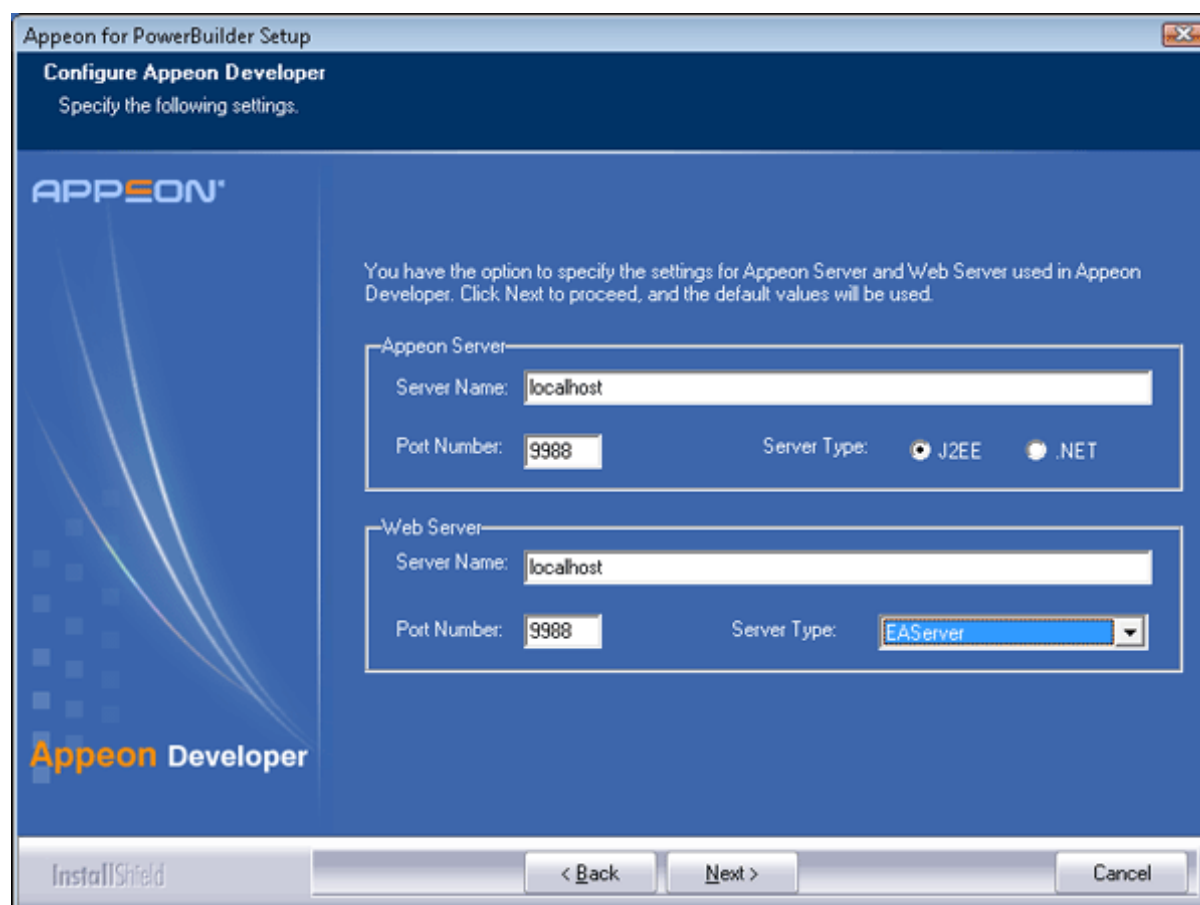 Appeon for PowerBuilder Setup
Configure Appeon Developer
Specify the following settings.
APPEON
You have the option to specify the settings for Appeon Server and Web Server used in Appeon
Developer. Click Next to proceed, and the default values will be used.
Appeon Server
Server Name: localhost
Port Number: 9988 Server Type: J2EE .NET
Web Server
Server Name: localhost
Port Number: 9988 Server Type: EAServer
Appeon Developer
InstallShield
< Back Next > Cancel